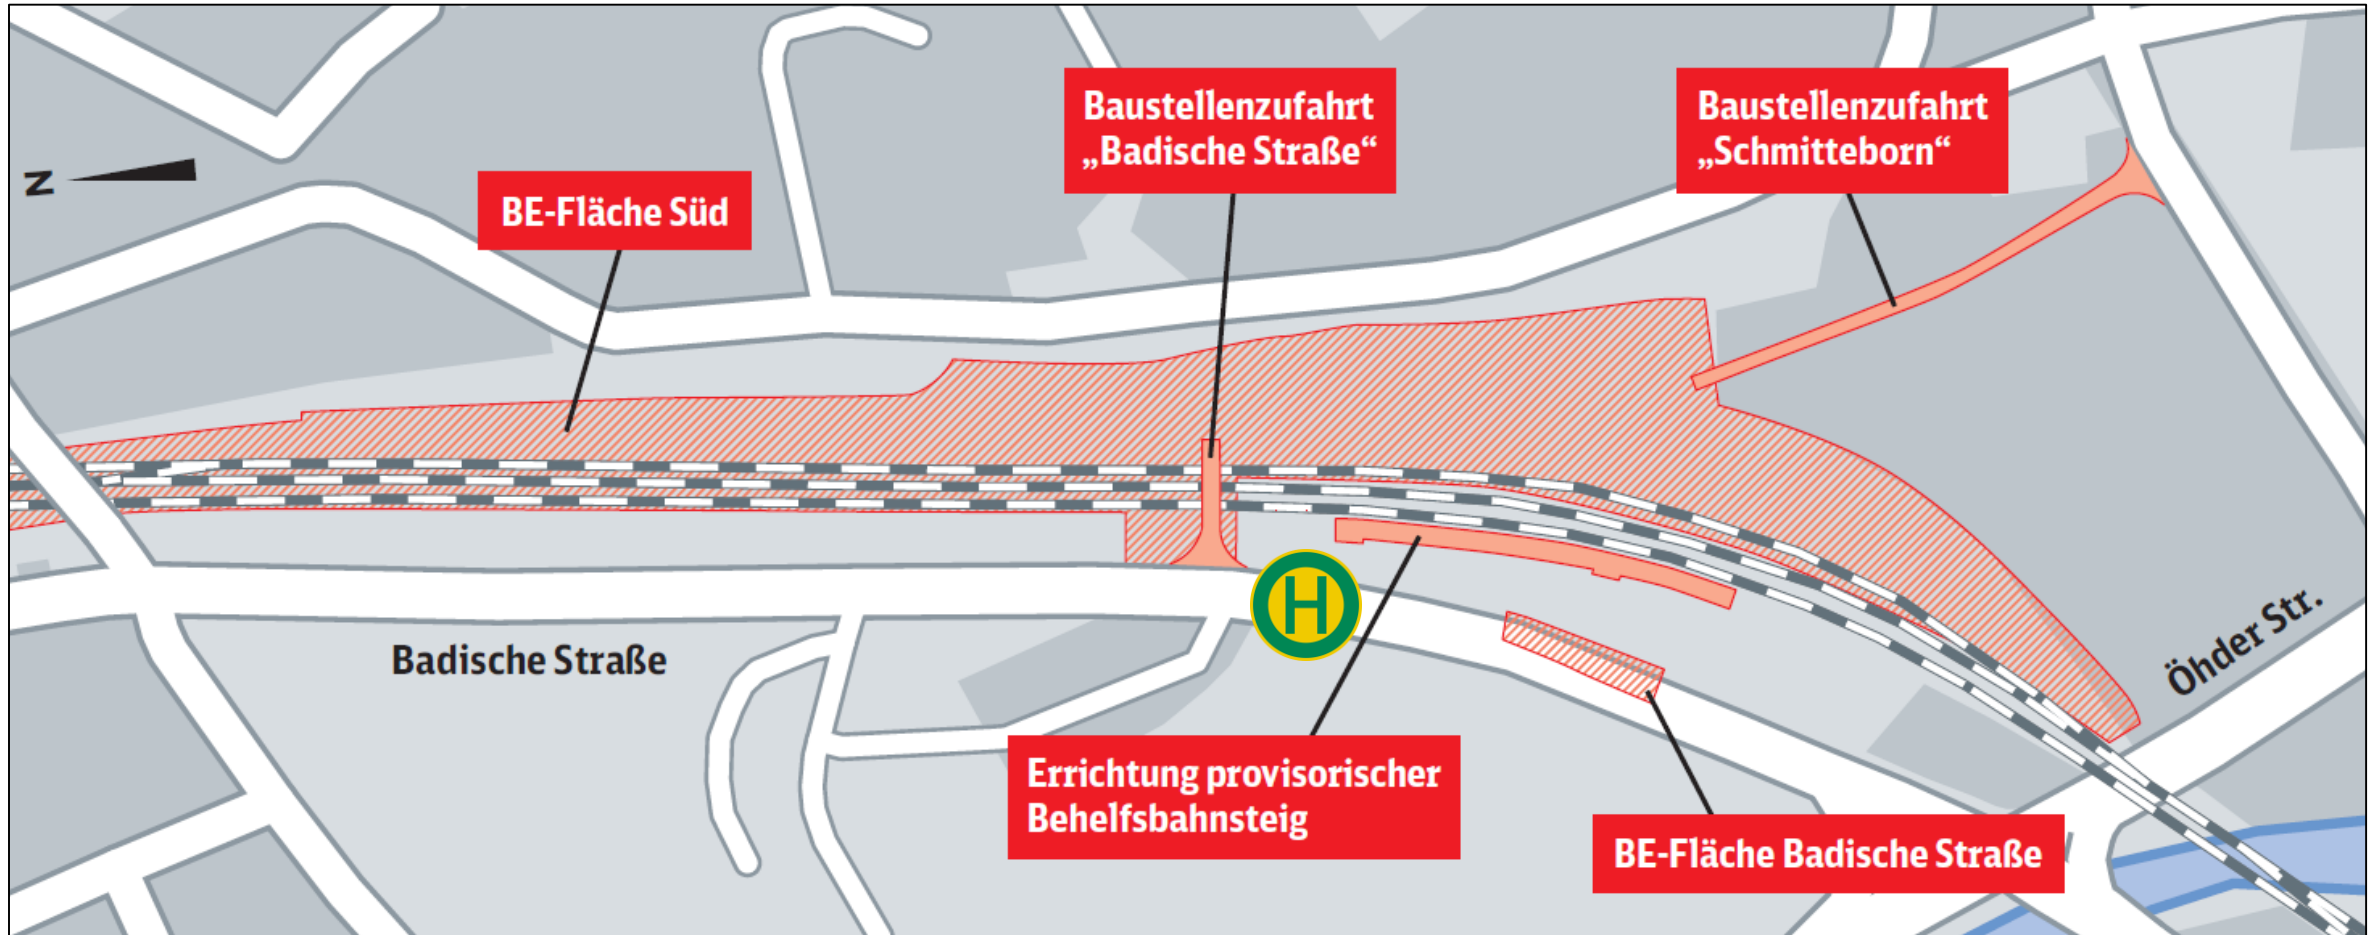 Baustellenzufahrt
„Badische Straße“
Baustellenzufahrt
„Schmitteborn“
N
BE-Fläche Süd
H
Badische Straße
Öhder Str.
Errichtung provisorischer
Behelfsbahnsteig
BE-Fläche Badische Straße